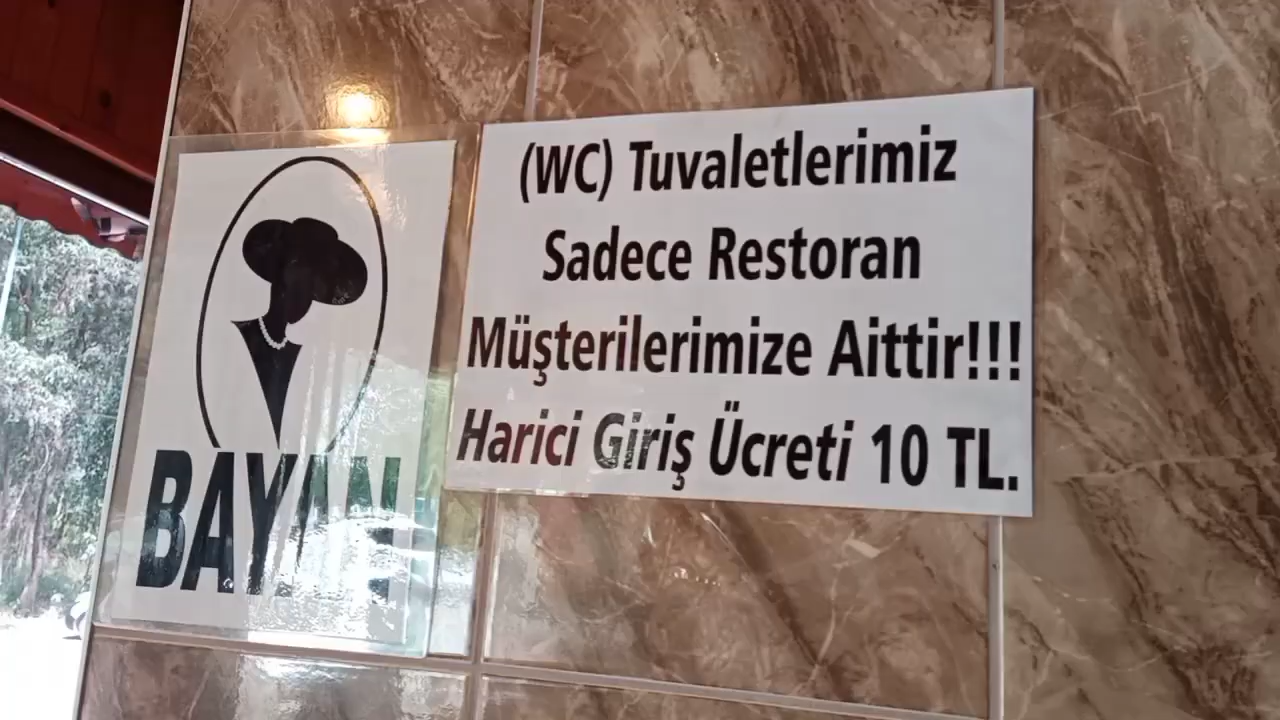 BAYAN
(WC) Tuvaletlerimiz
Sadece Restoran
Müşterilerimize Aittir!!!
Harici Giriş Ücreti 10 TL.